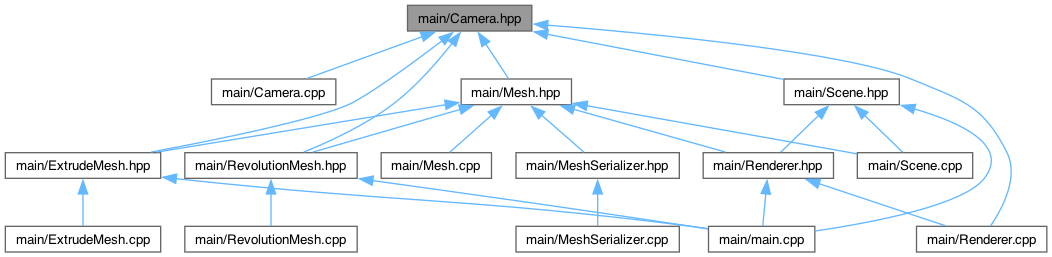 main/Camera.hpp
main/Camera.cpp
main/Mesh.hpp
main/Scene.hpp
main/ExtrudeMesh.hpp
main/RevolutionMesh.hpp
main/Mesh.cpp
main/MeshSerializer.hpp
main/Renderer.hpp
main/Scene.cpp
main/ExtrudeMesh.cpp
main/RevolutionMesh.cpp
main/MeshSerializer.cpp
main/main.cpp
main/Renderer.cpp